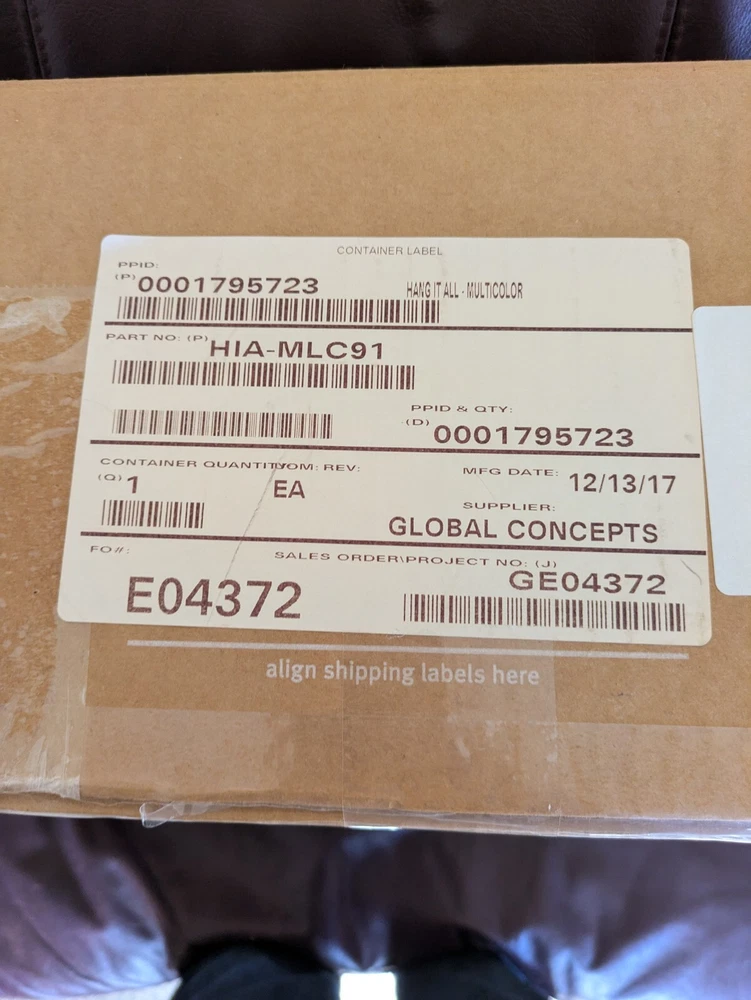 CONTAINER LABEL
PPID:
(P) 0001795723 HANG IT ALL - MULTICOLOR
PART NO: (P) HIA-MLC91
PPID & QTY:
(D) 0001795723
CONTAINER QUANTITY UOM: REV: MFG DATE: 12/13/17
(Q) 1 EA
SUPPLIER:
GLOBAL CONCEPTS
FO#: SALES ORDER\PROJECT NO: (J)
E04372 GE04372
align shipping labels here